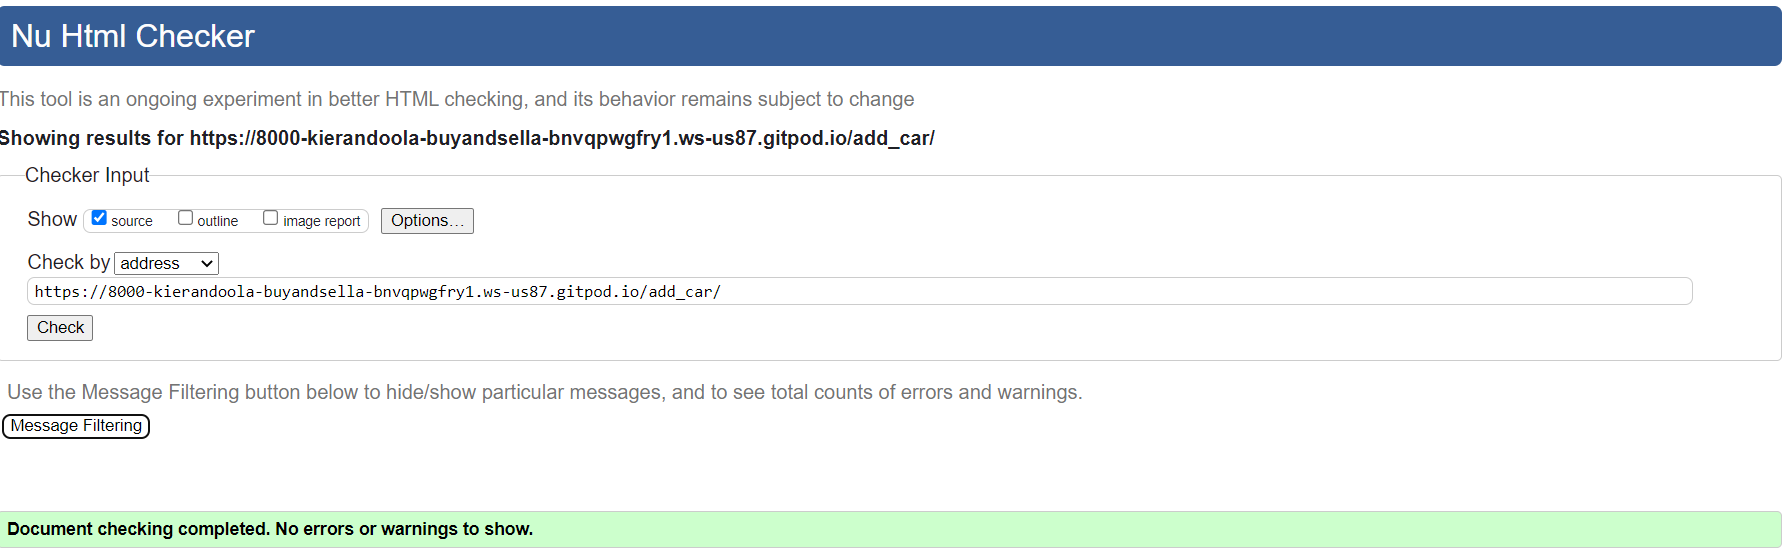 Nu Html Checker
This tool is an ongoing experiment in better HTML checking, and its behavior remains subject to change
Showing results for https://8000-kierandoola-buyandsella-bnvqpwgfry1.ws-us87.gitpod.io/add_car/
Checker Input
Show source outline image report Options...
Check by address
https://8000-kierandoola-buyandsella-bnvqpwgfry1.ws-us87.gitpod.io/add_car/
Check
Use the Message Filtering button below to hide/show particular messages, and to see total counts of errors and warnings.
Message Filtering
Document checking completed. No errors or warnings to show.